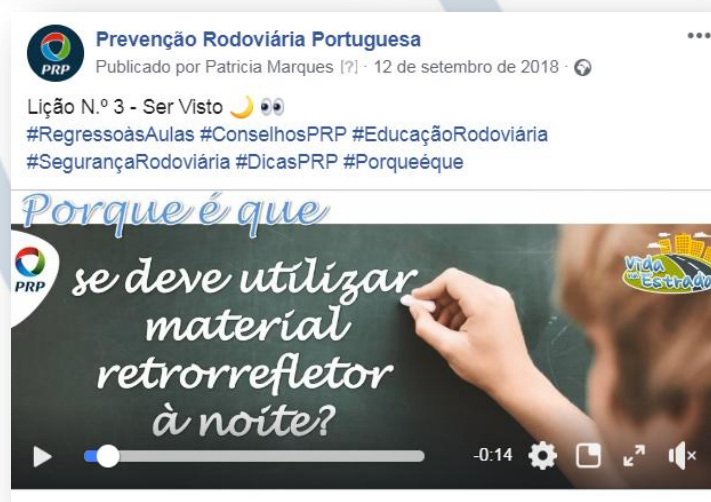 Prevenção Rodoviária Portuguesa
Publicado por Patricia Marques [?] · 12 de setembro de 2018 ·
PRP
Lição N.º 3 - Ser Visto 🌙 👀
#RegressoàsAulas #ConselhosPRP #EducaçãoRodoviária
#SegurançaRodoviária #DicasPRP #Porqueéque
Porque é que
PRP
se deve utilizar
material
retrorrefletor
à noite?
Vida
na Estrada
-0:14